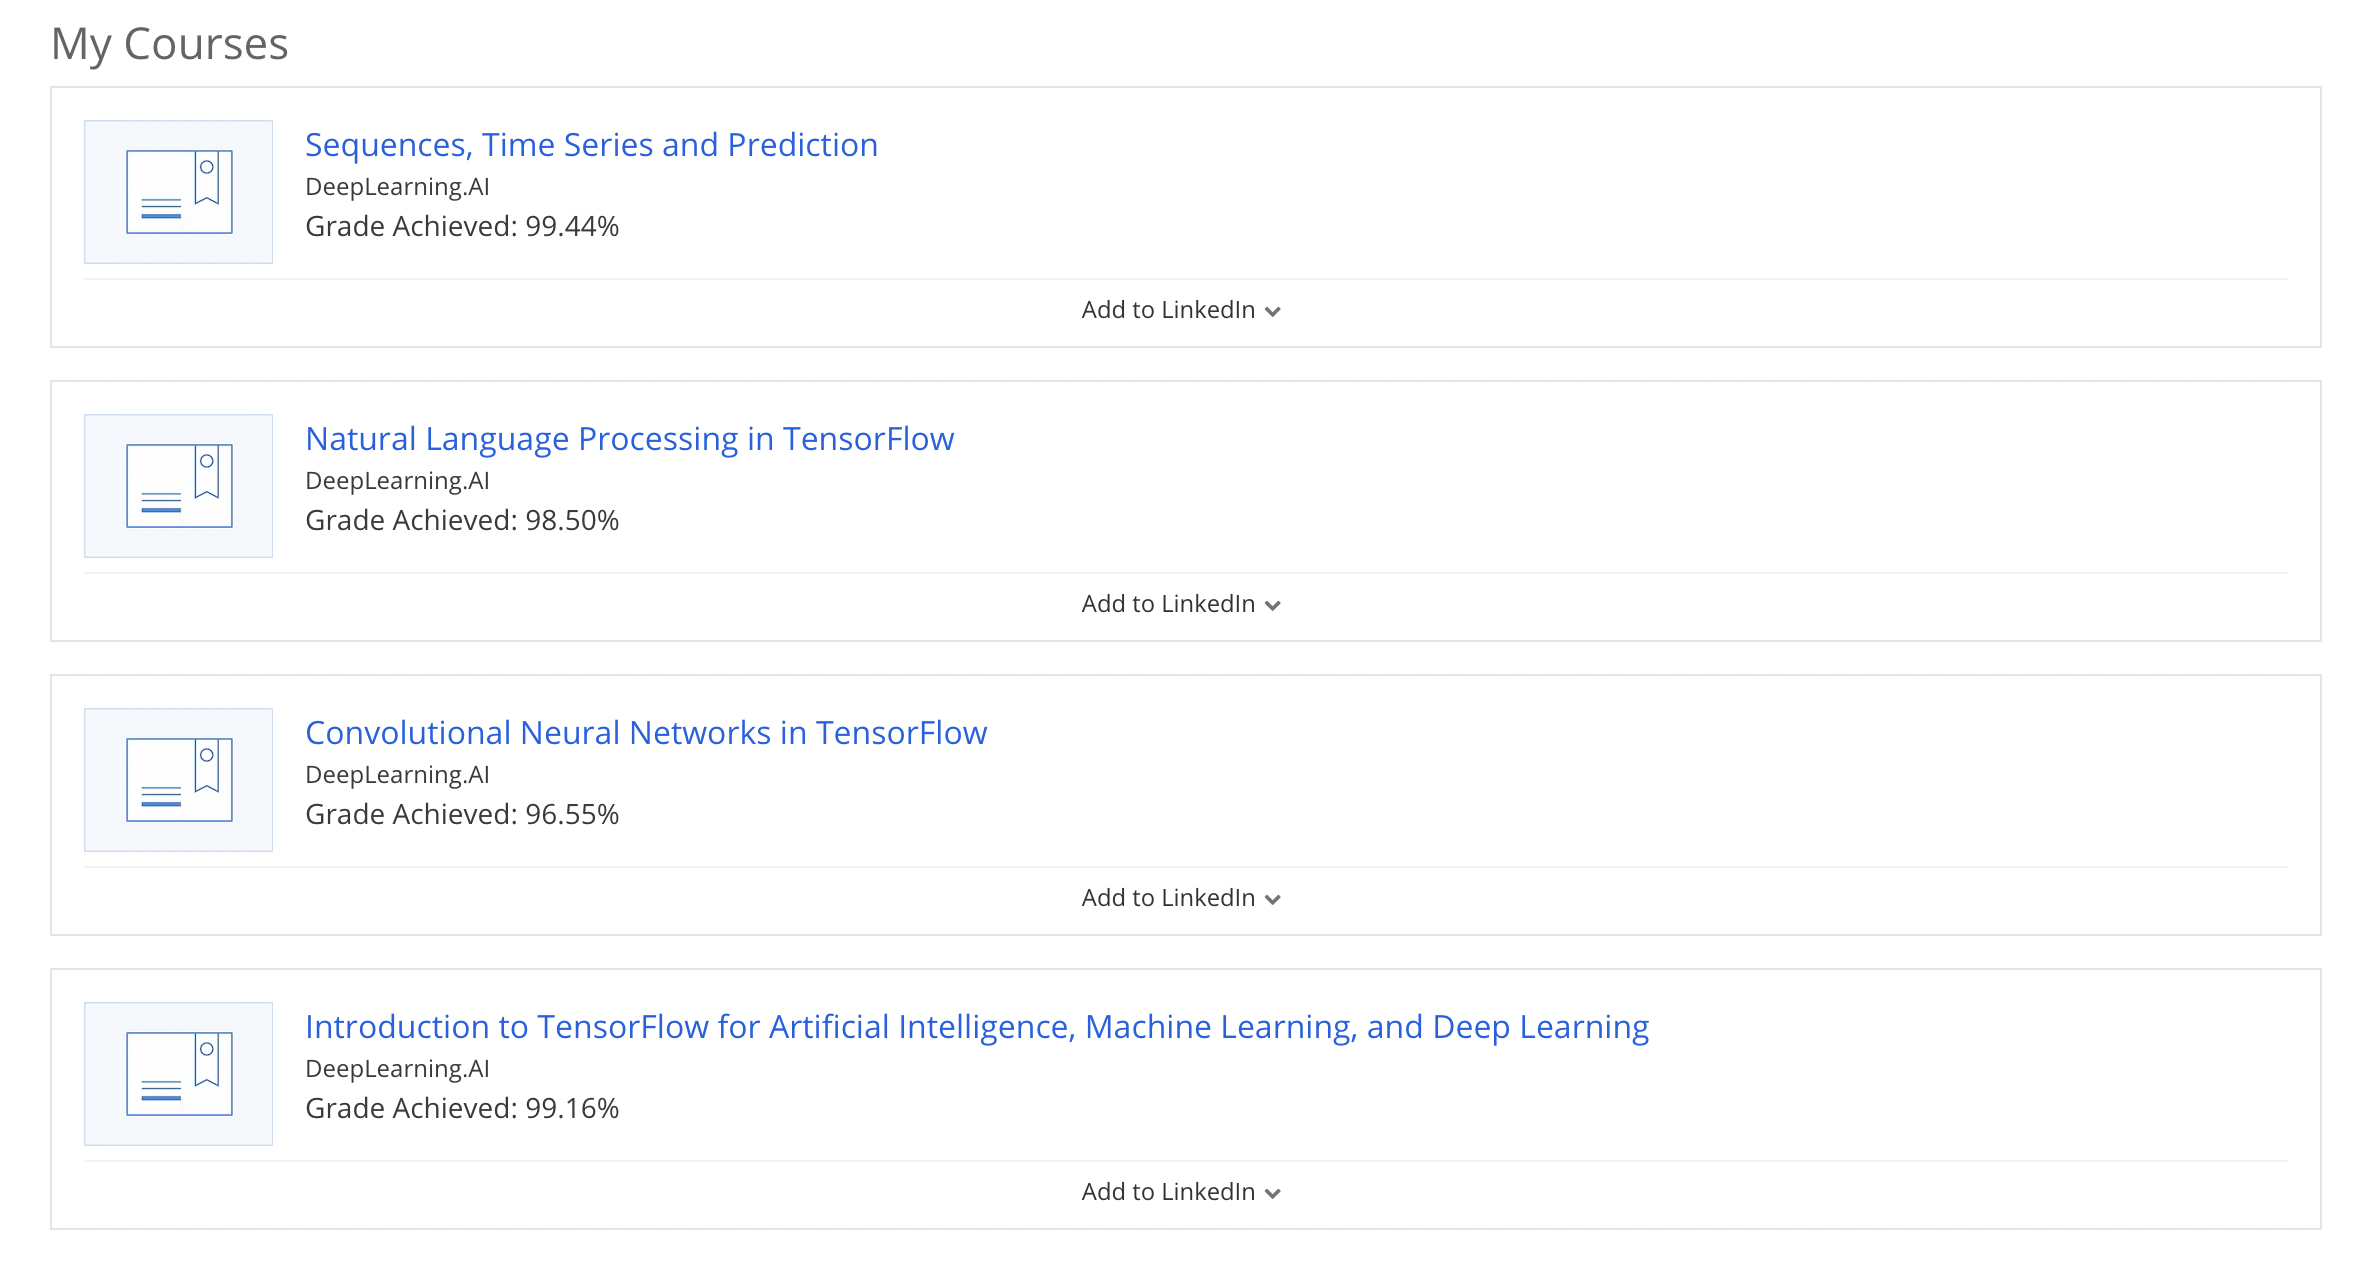 My Courses
Sequences, Time Series and Prediction
DeepLearning.AI
Grade Achieved: 99.44%
Add to LinkedIn
Natural Language Processing in TensorFlow
DeepLearning.AI
Grade Achieved: 98.50%
Add to LinkedIn
Convolutional Neural Networks in TensorFlow
DeepLearning.AI
Grade Achieved: 96.55%
Add to LinkedIn
Introduction to TensorFlow for Artificial Intelligence, Machine Learning, and Deep Learning
DeepLearning.AI
Grade Achieved: 99.16%
Add to LinkedIn